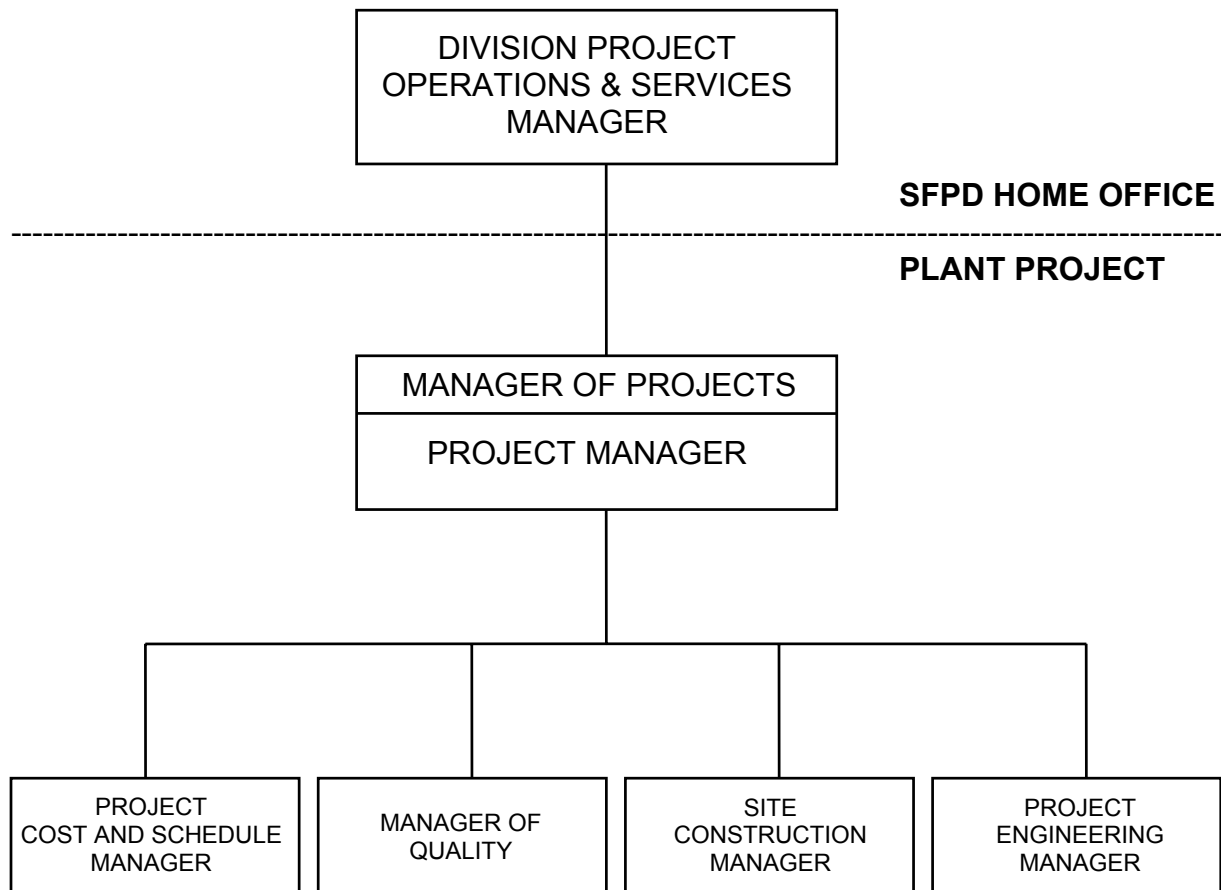 DIVISION PROJECT
OPERATIONS & SERVICES
MANAGER
SFPD HOME OFFICE
PLANT PROJECT
MANAGER OF PROJECTS
PROJECT MANAGER
PROJECT
COST AND SCHEDULE
MANAGER
MANAGER OF
QUALITY
SITE
CONSTRUCTION
MANAGER
PROJECT
ENGINEERING
MANAGER